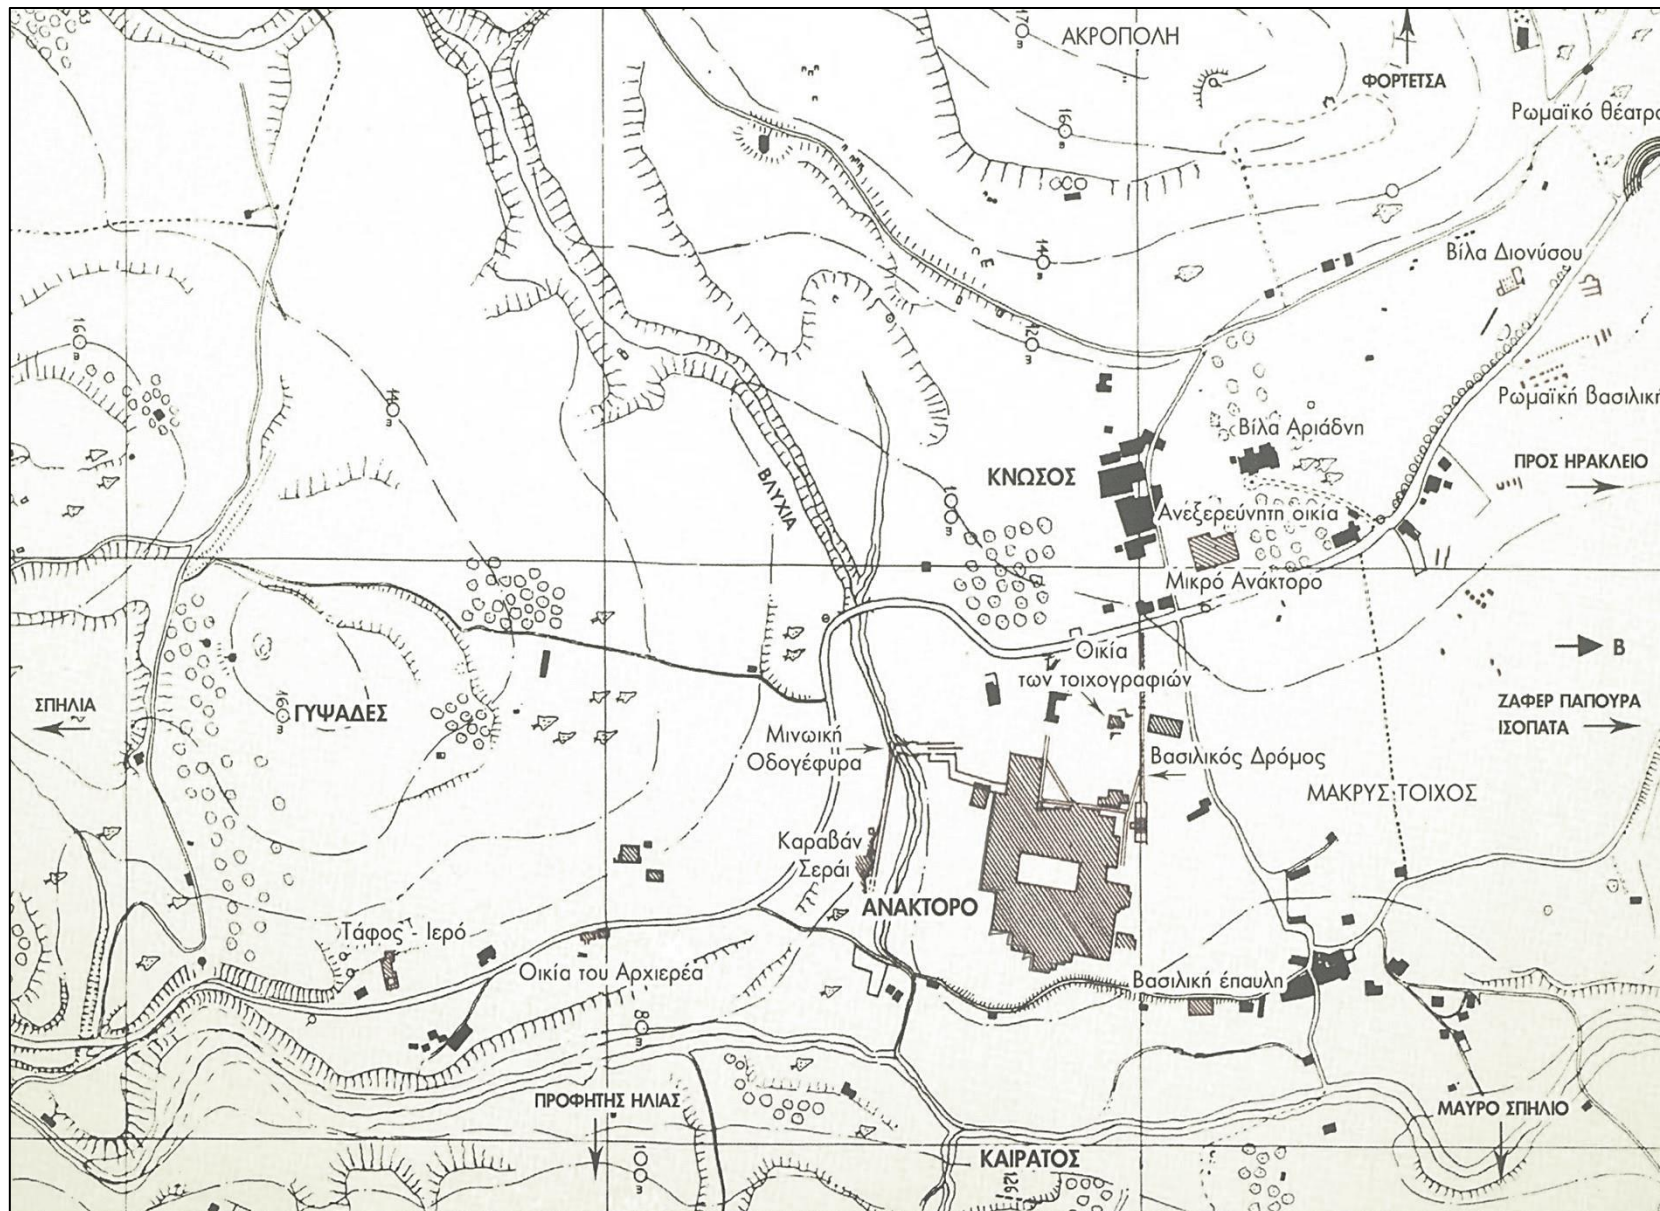 ΑΚΡΟΠΟΛΗ
ΦΟΡΤΕΤΣΑ
Ρωμαϊκό θέατρο
Βίλα Διονύσου
Ρωμαϊκή βασιλική
Βίλα Αριάδνη
ΠΡΟΣ ΗΡΑΚΛΕΙΟ
ΚΝΩΣΟΣ
ΒΛΥΧΙΑ
Ανεξερεύνητη οικία
Μικρό Ανάκτορο
Οικία
των τοιχογραφιών
Β
ΣΠΗΛΙΑ
ΓΥΨΑΔΕΣ
ΖΑΦΕΡ ΠΑΠΟΥΡΑ
ΙΣΟΠΑΤΑ
Μινωική
Οδογέφυρα
Βασιλικός Δρόμος
ΜΑΚΡΥΣ ΤΟΙΧΟΣ
Καραβάν
Σεράι
ΑΝΑΚΤΟΡΟ
Τάφος - Ιερό
Οικία του Αρχιερέα
Βασιλική έπαυλη
ΠΡΟΦΗΤΗΣ ΗΛΙΑΣ
ΜΑΥΡΟ ΣΠΗΛΙΟ
ΚΑΙΡΑΤΟΣ